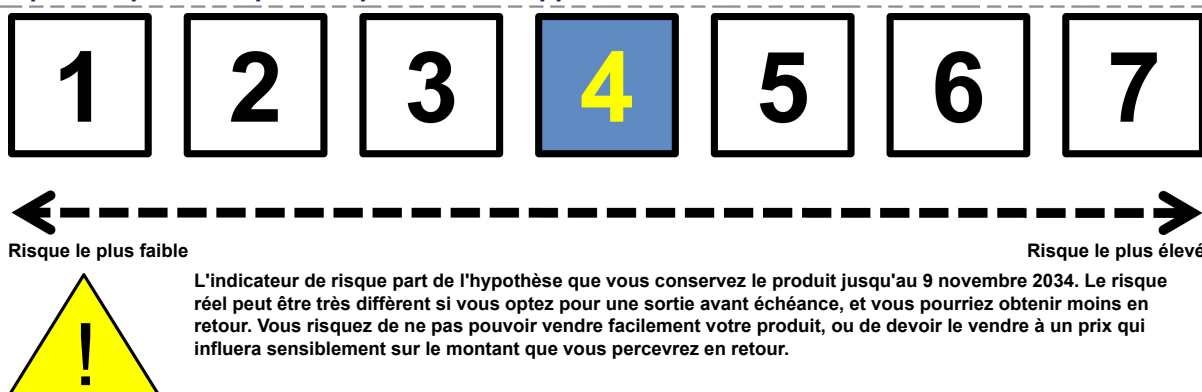 1 2 3 4 5 6 7
Risque le plus faible Risque le plus élevé
L'indicateur de risque part de l'hypothèse que vous conservez le produit jusqu'au 9 novembre 2034. Le risque
réel peut être très diffèrent si vous optez pour une sortie avant échéance, et vous pourriez obtenir moins en
retour. Vous risquez de ne pas pouvoir vendre facilement votre produit, ou de devoir le vendre à un prix qui
influera sensiblement sur le montant que vous percevrez en retour.
!